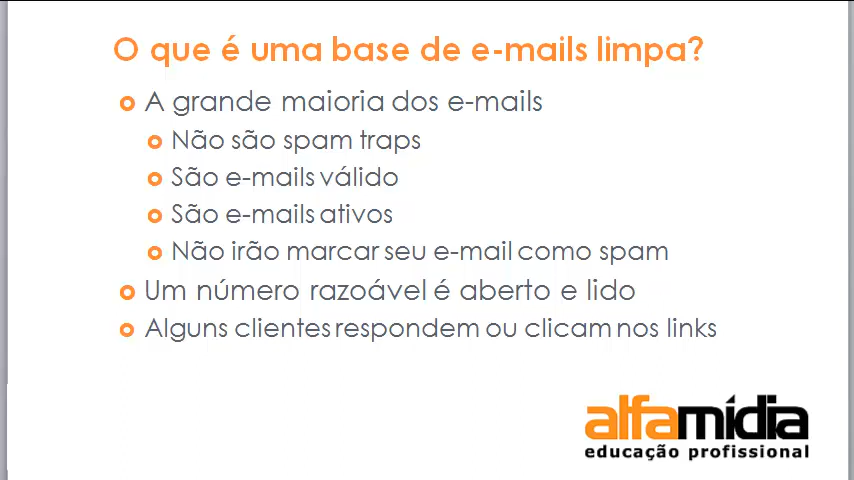 O que é uma base de e-mails limpa?
A grande maioria dos e-mails
Não são spam traps
São e-mails válido
São e-mails ativos
Não irão marcar seu e-mail como spam
Um número razoável é aberto e lido
Alguns clientes respondem ou clicam nos links
alfamídia
educação profissional